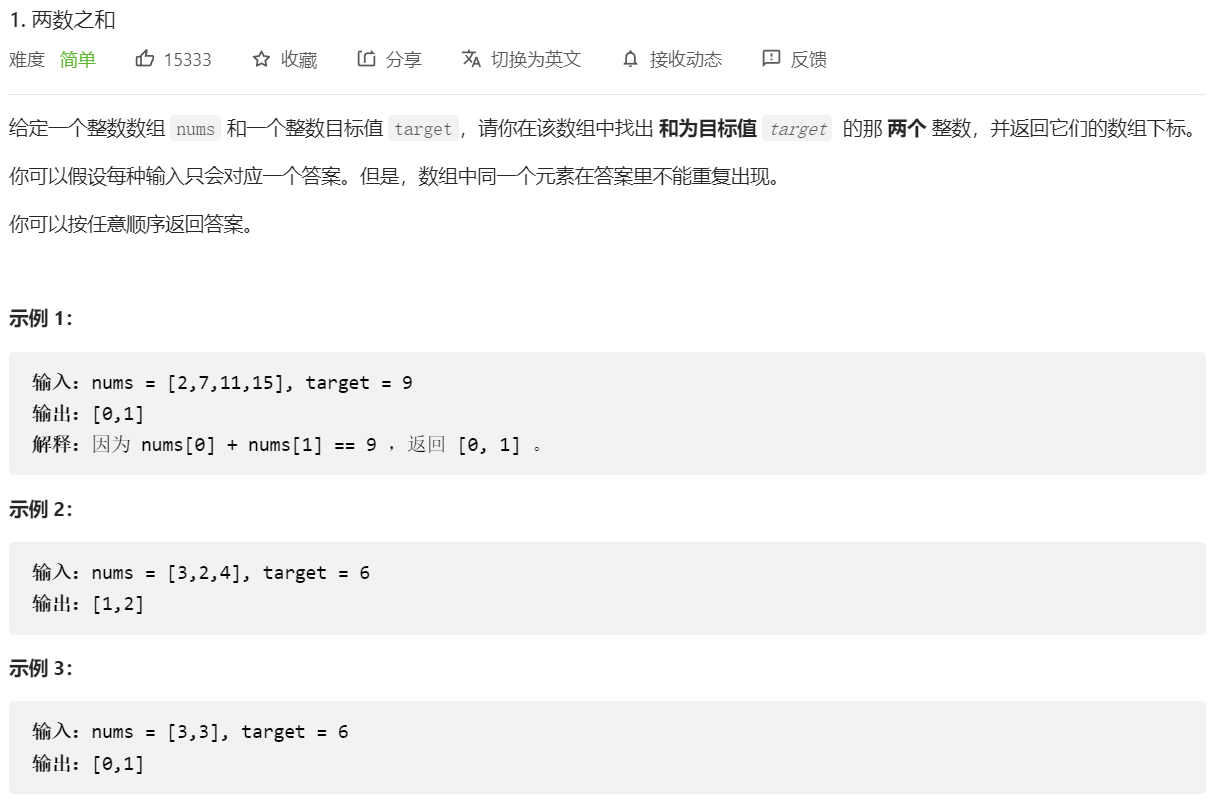 1. 两数之和
难度 简单 15333 收藏 分享 切换为英文 接收动态 反馈
给定一个整数数组 nums 和一个整数目标值 target，请你在该数组中找出 和为目标值 target 的那 两个 整数，并返回它们的数组下标。
你可以假设每种输入只会对应一个答案。但是，数组中同一个元素在答案里不能重复出现。
你可以按任意顺序返回答案。
示例 1：
输入：nums = [2,7,11,15], target = 9
输出：[0,1]
解释：因为 nums[0] + nums[1] == 9 ，返回 [0, 1] 。
示例 2：
输入：nums = [3,2,4], target = 6
输出：[1,2]
示例 3：
输入：nums = [3,3], target = 6
输出：[0,1]